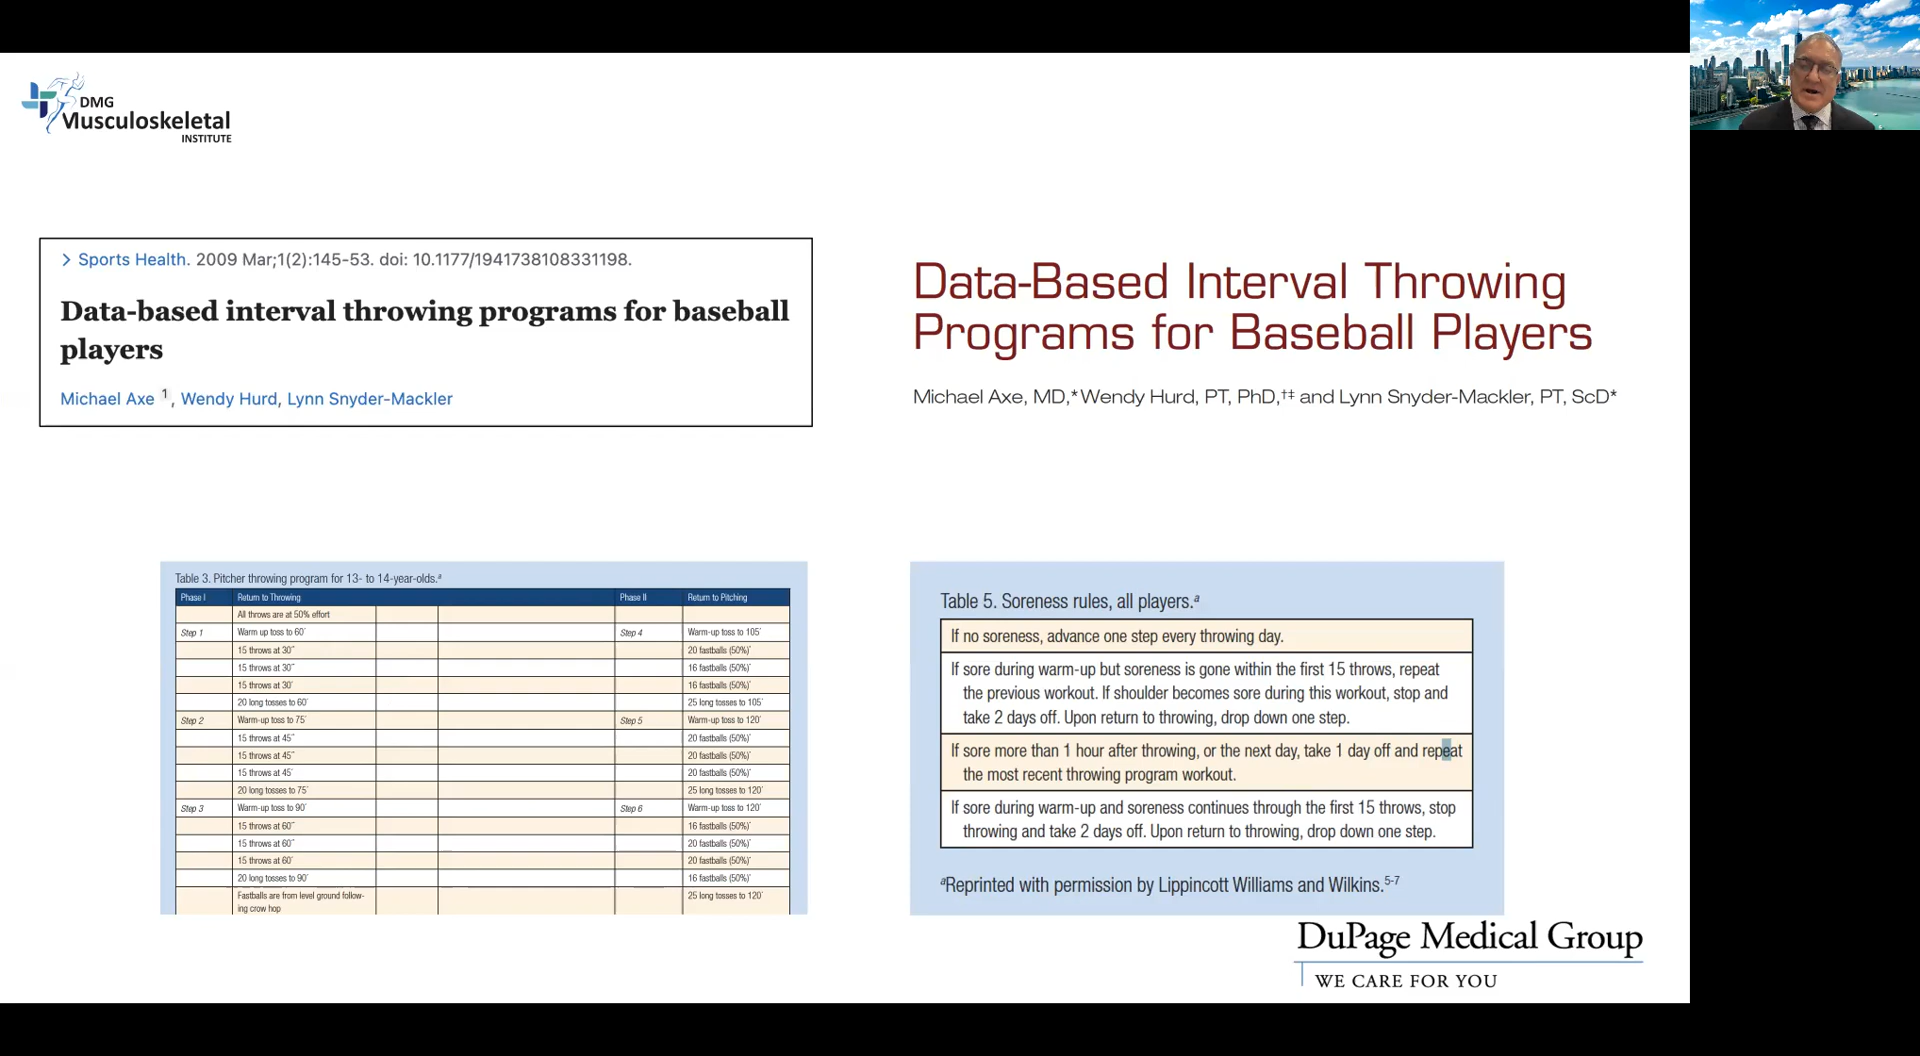 DMG
Musculoskeletal
INSTITUTE
> Sports Health. 2009 Mar;1(2):145-53. doi: 10.1177/1941738108331198.
Data-based interval throwing programs for baseball
players
Michael Axe 1, Wendy Hurd, Lynn Snyder-Mackler
Data-Based Interval Throwing
Programs for Baseball Players
Michael Axe, MD,* Wendy Hurd, PT, PhD,†‡ and Lynn Snyder-Mackler, PT, ScD*
Table 3. Pitcher throwing program for 13- to 14-year-olds.a
Phase I Return to Throwing Phase II Return to Pitching
All throws are at 50% effort
Step 1 Warm up toss to 60' Step 4 Warm-up toss to 105'
15 throws at 30' 20 fastballs (50%)
15 throws at 30' 16 fastballs (50%)
15 throws at 30' 16 fastballs (50%)
20 long tosses to 60' 25 long tosses to 105'
Step 2 Warm-up toss to 75' Step 5 Warm-up toss to 120'
15 throws at 45' 20 fastballs (50%)
15 throws at 45' 20 fastballs (50%)
15 throws at 45' 20 fastballs (50%)
20 long tosses to 75' 25 long tosses to 120'
Step 3 Warm-up toss to 90' Step 6 Warm-up toss to 120'
15 throws at 60' 16 fastballs (50%)
15 throws at 60' 20 fastballs (50%)
15 throws at 60' 20 fastballs (50%)
20 long tosses to 90' 16 fastballs (50%)
Fastballs are from level ground follow- 25 long tosses to 120'
ing crow hop
Table 5. Soreness rules, all players.a
If no soreness, advance one step every throwing day.
If sore during warm-up but soreness is gone within the first 15 throws, repeat
the previous workout. If shoulder becomes sore during this workout, stop and
take 2 days off. Upon return to throwing, drop down one step.
If sore more than 1 hour after throwing, or the next day, take 1 day off and repeat
the most recent throwing program workout.
If sore during warm-up and soreness continues through the first 15 throws, stop
throwing and take 2 days off. Upon return to throwing, drop down one step.
aReprinted with permission by Lippincott Williams and Wilkins.5-7
DuPage Medical Group
WE CARE FOR YOU